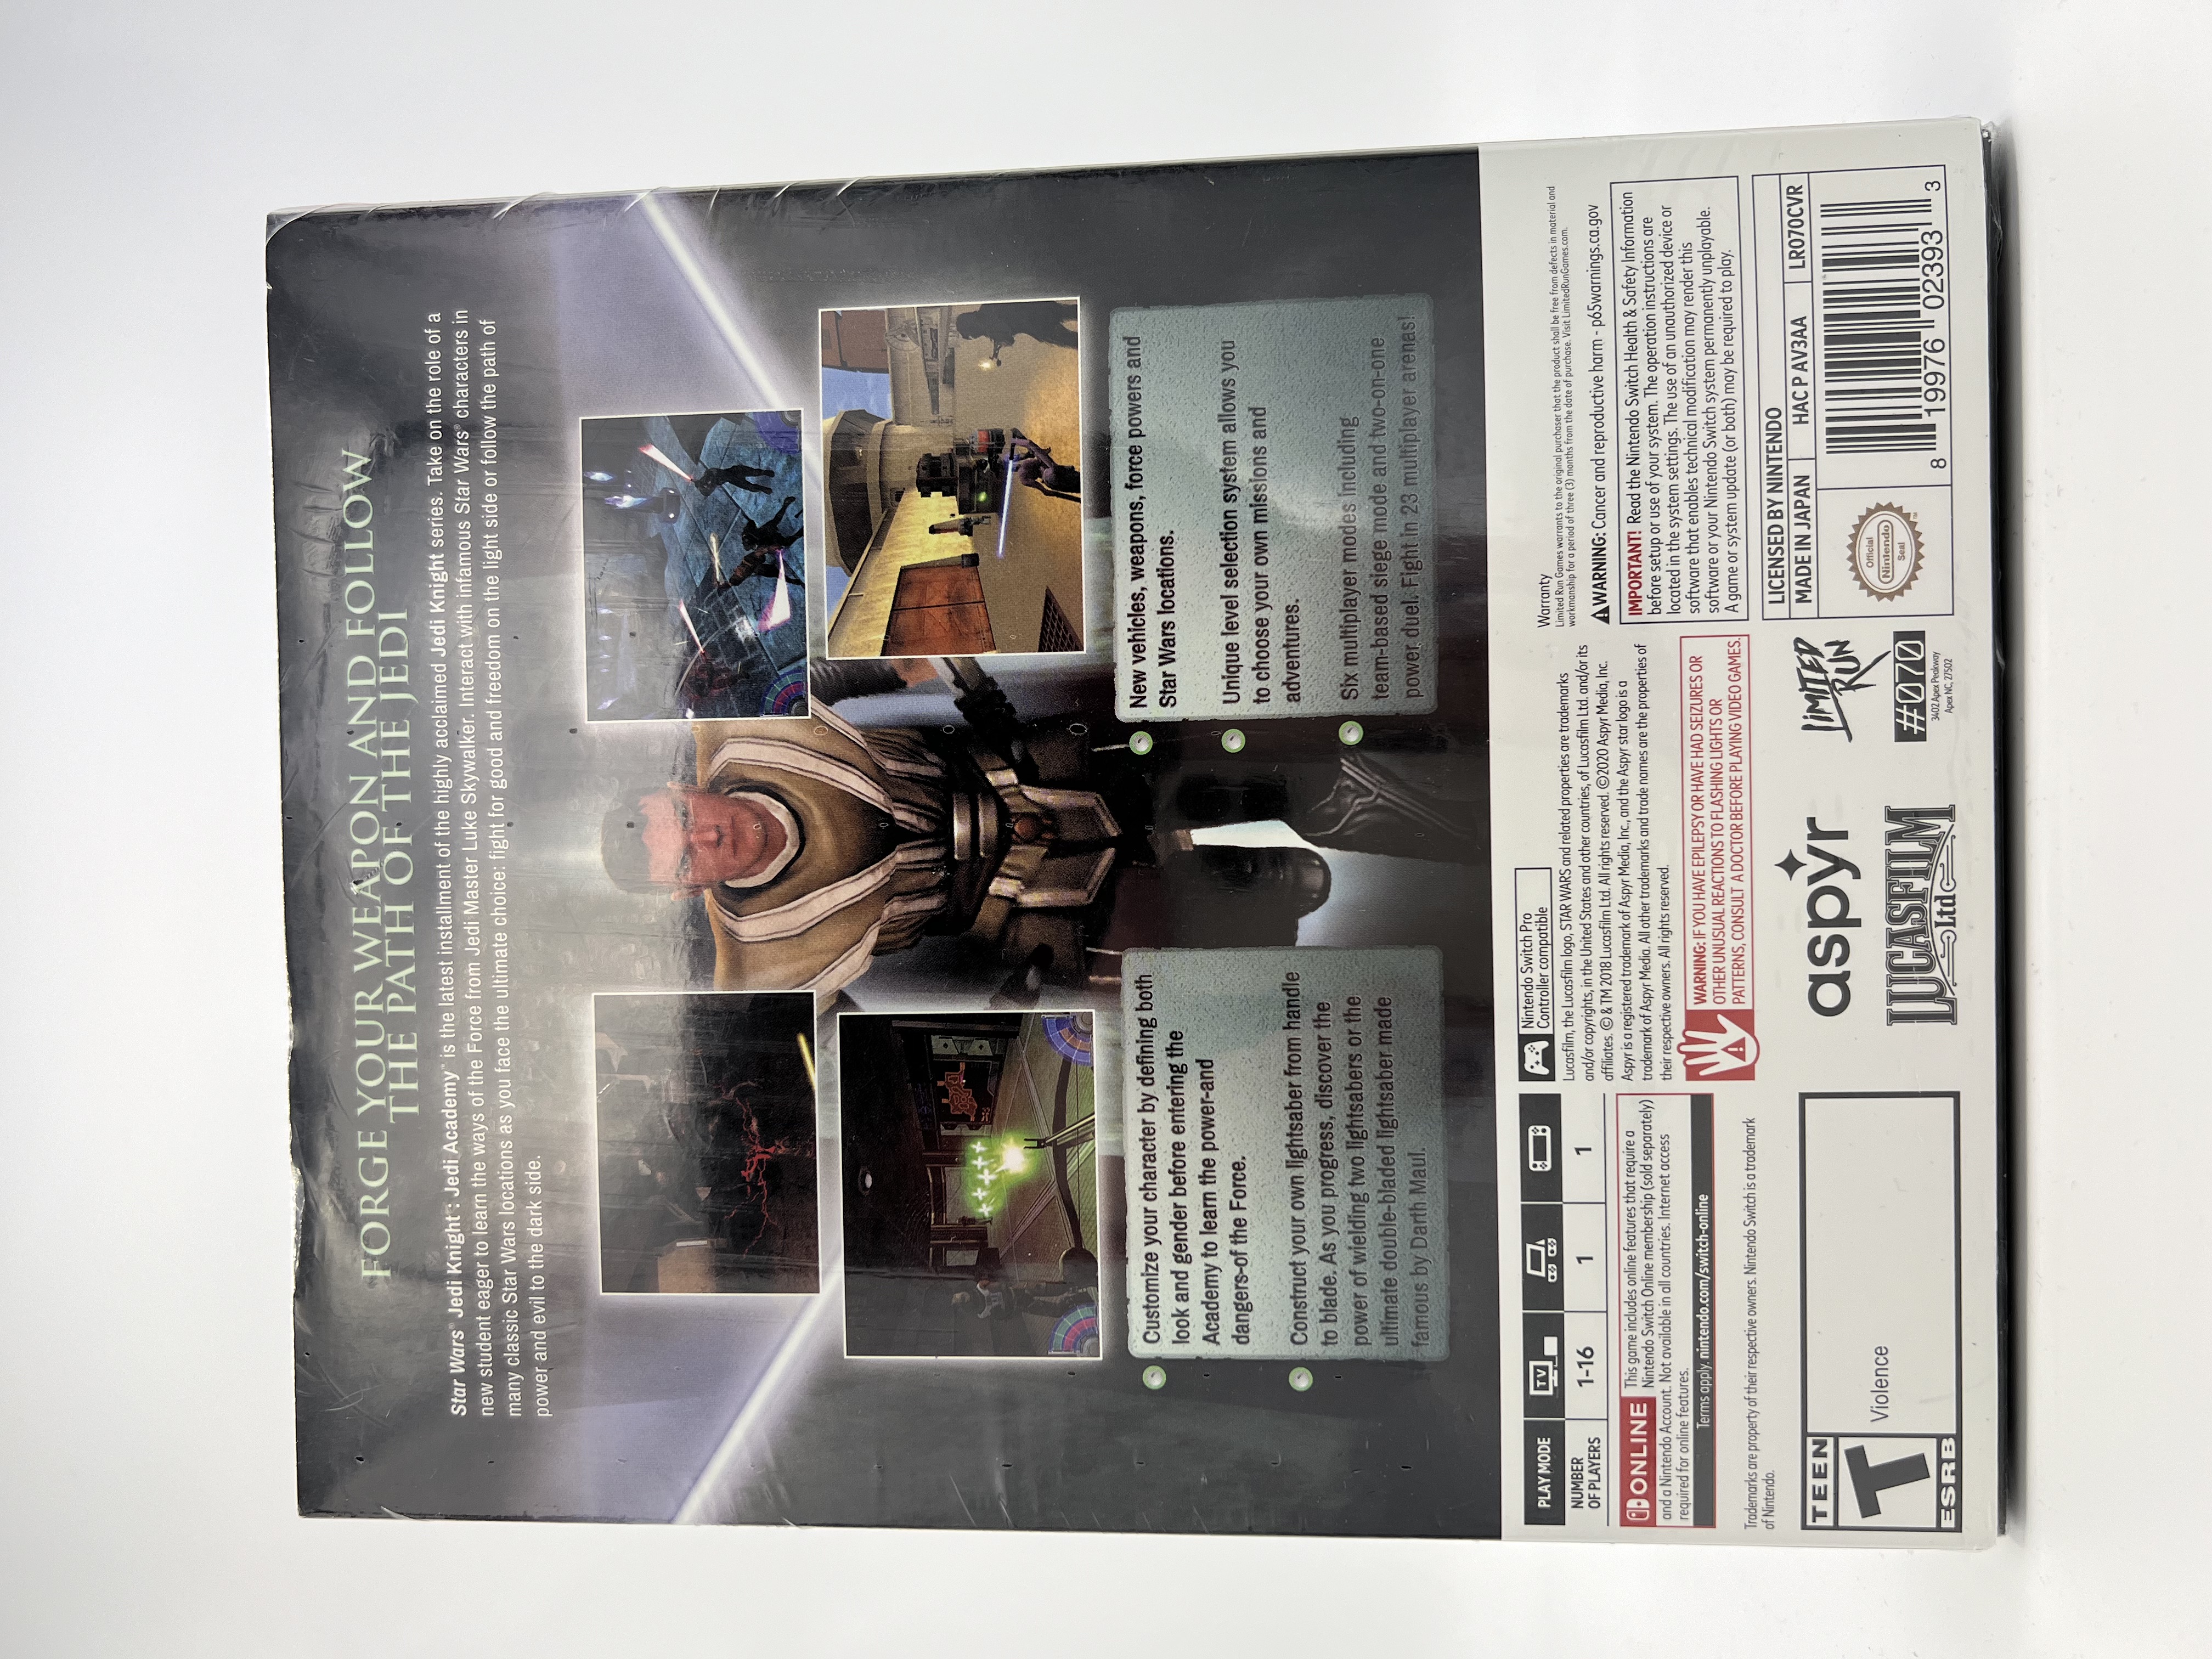 FORGE YOUR WEAPON AND FOLLOW
THE PATH OF THE JEDI
Star Wars® Jedi Knight®: Jedi Academy™ is the latest installment of the highly acclaimed Jedi Knight series. Take on the role of a
new student eager to learn the ways of the Force from Jedi Master Luke Skywalker. Interact with infamous Star Wars® characters in
many classic Star Wars locations as you face the ultimate choice: fight for good and freedom on the light side or follow the path of
power and evil to the dark side.
Customize your character by defining both
look and gender before entering the
Academy to learn the power-and
dangers-of the Force.
Construct your own lightsaber from handle
to blade. As you progress, discover the
power of wielding two lightsabers or the
ultimate double-bladed lightsaber made
famous by Darth Maul.
New vehicles, weapons, force powers and
Star Wars locations.
Unique level selection system allows you
to choose your own missions and
adventures.
Six multiplayer modes including
team-based siege mode and two-on-one
power duel. Fight in 23 multiplayer arenas!
PLAY MODE TV
NUMBER
OF PLAYERS
1-16 1 1
ONLINE This game includes online features that require a
Nintendo Switch Online membership (sold separately)
and a Nintendo Account. Not available in all countries. Internet access
required for online features.
Terms apply. nintendo.com/switch-online
Trademarks are property of their respective owners. Nintendo Switch is a trademark
of Nintendo.
TEEN
T
ESRB
Violence
Nintendo Switch Pro
Controller compatible
Lucasfilm, the Lucasfilm logo, STAR WARS and related properties are trademarks
and/or copyrights, in the United States and other countries, of Lucasfilm Ltd. and/or its
affiliates. © & TM 2018 Lucasfilm Ltd. All rights reserved. ©2020 Aspyr Media, Inc.
Aspyr is a registered trademark of Aspyr Media, Inc., and the Aspyr star logo is a
trademark of Aspyr Media. All other trademarks and trade names are the properties of
their respective owners. All rights reserved.
WARNING: IF YOU HAVE EPILEPSY OR HAVE HAD SEIZURES OR
OTHER UNUSUAL REACTIONS TO FLASHING LIGHTS OR
PATTERNS, CONSULT A DOCTOR BEFORE PLAYING VIDEO GAMES.
aspyr
LUCASFILM
Ltd
LIMITED
RUN
#070
3402 Apex Peakway
Apex NC, 27502
Warranty
Limited Run Games warrants to the original purchaser that the product shall be free from defects in material and
workmanship for a period of three (3) months from the date of purchase. Visit LimitedRunGames.com.
WARNING: Cancer and reproductive harm - p65warnings.ca.gov
IMPORTANT! Read the Nintendo Switch Health & Safety Information
before setup or use of your system. The operation instructions are
located in the system settings. The use of an unauthorized device or
software that enables technical modification may render this
software or your Nintendo Switch system permanently unplayable.
A game or system update (or both) may be required to play.
LICENSED BY NINTENDO
MADE IN JAPAN HAC P AV3AA LR070CVR
Official
Nintendo
Seal
8 19976 02393 3